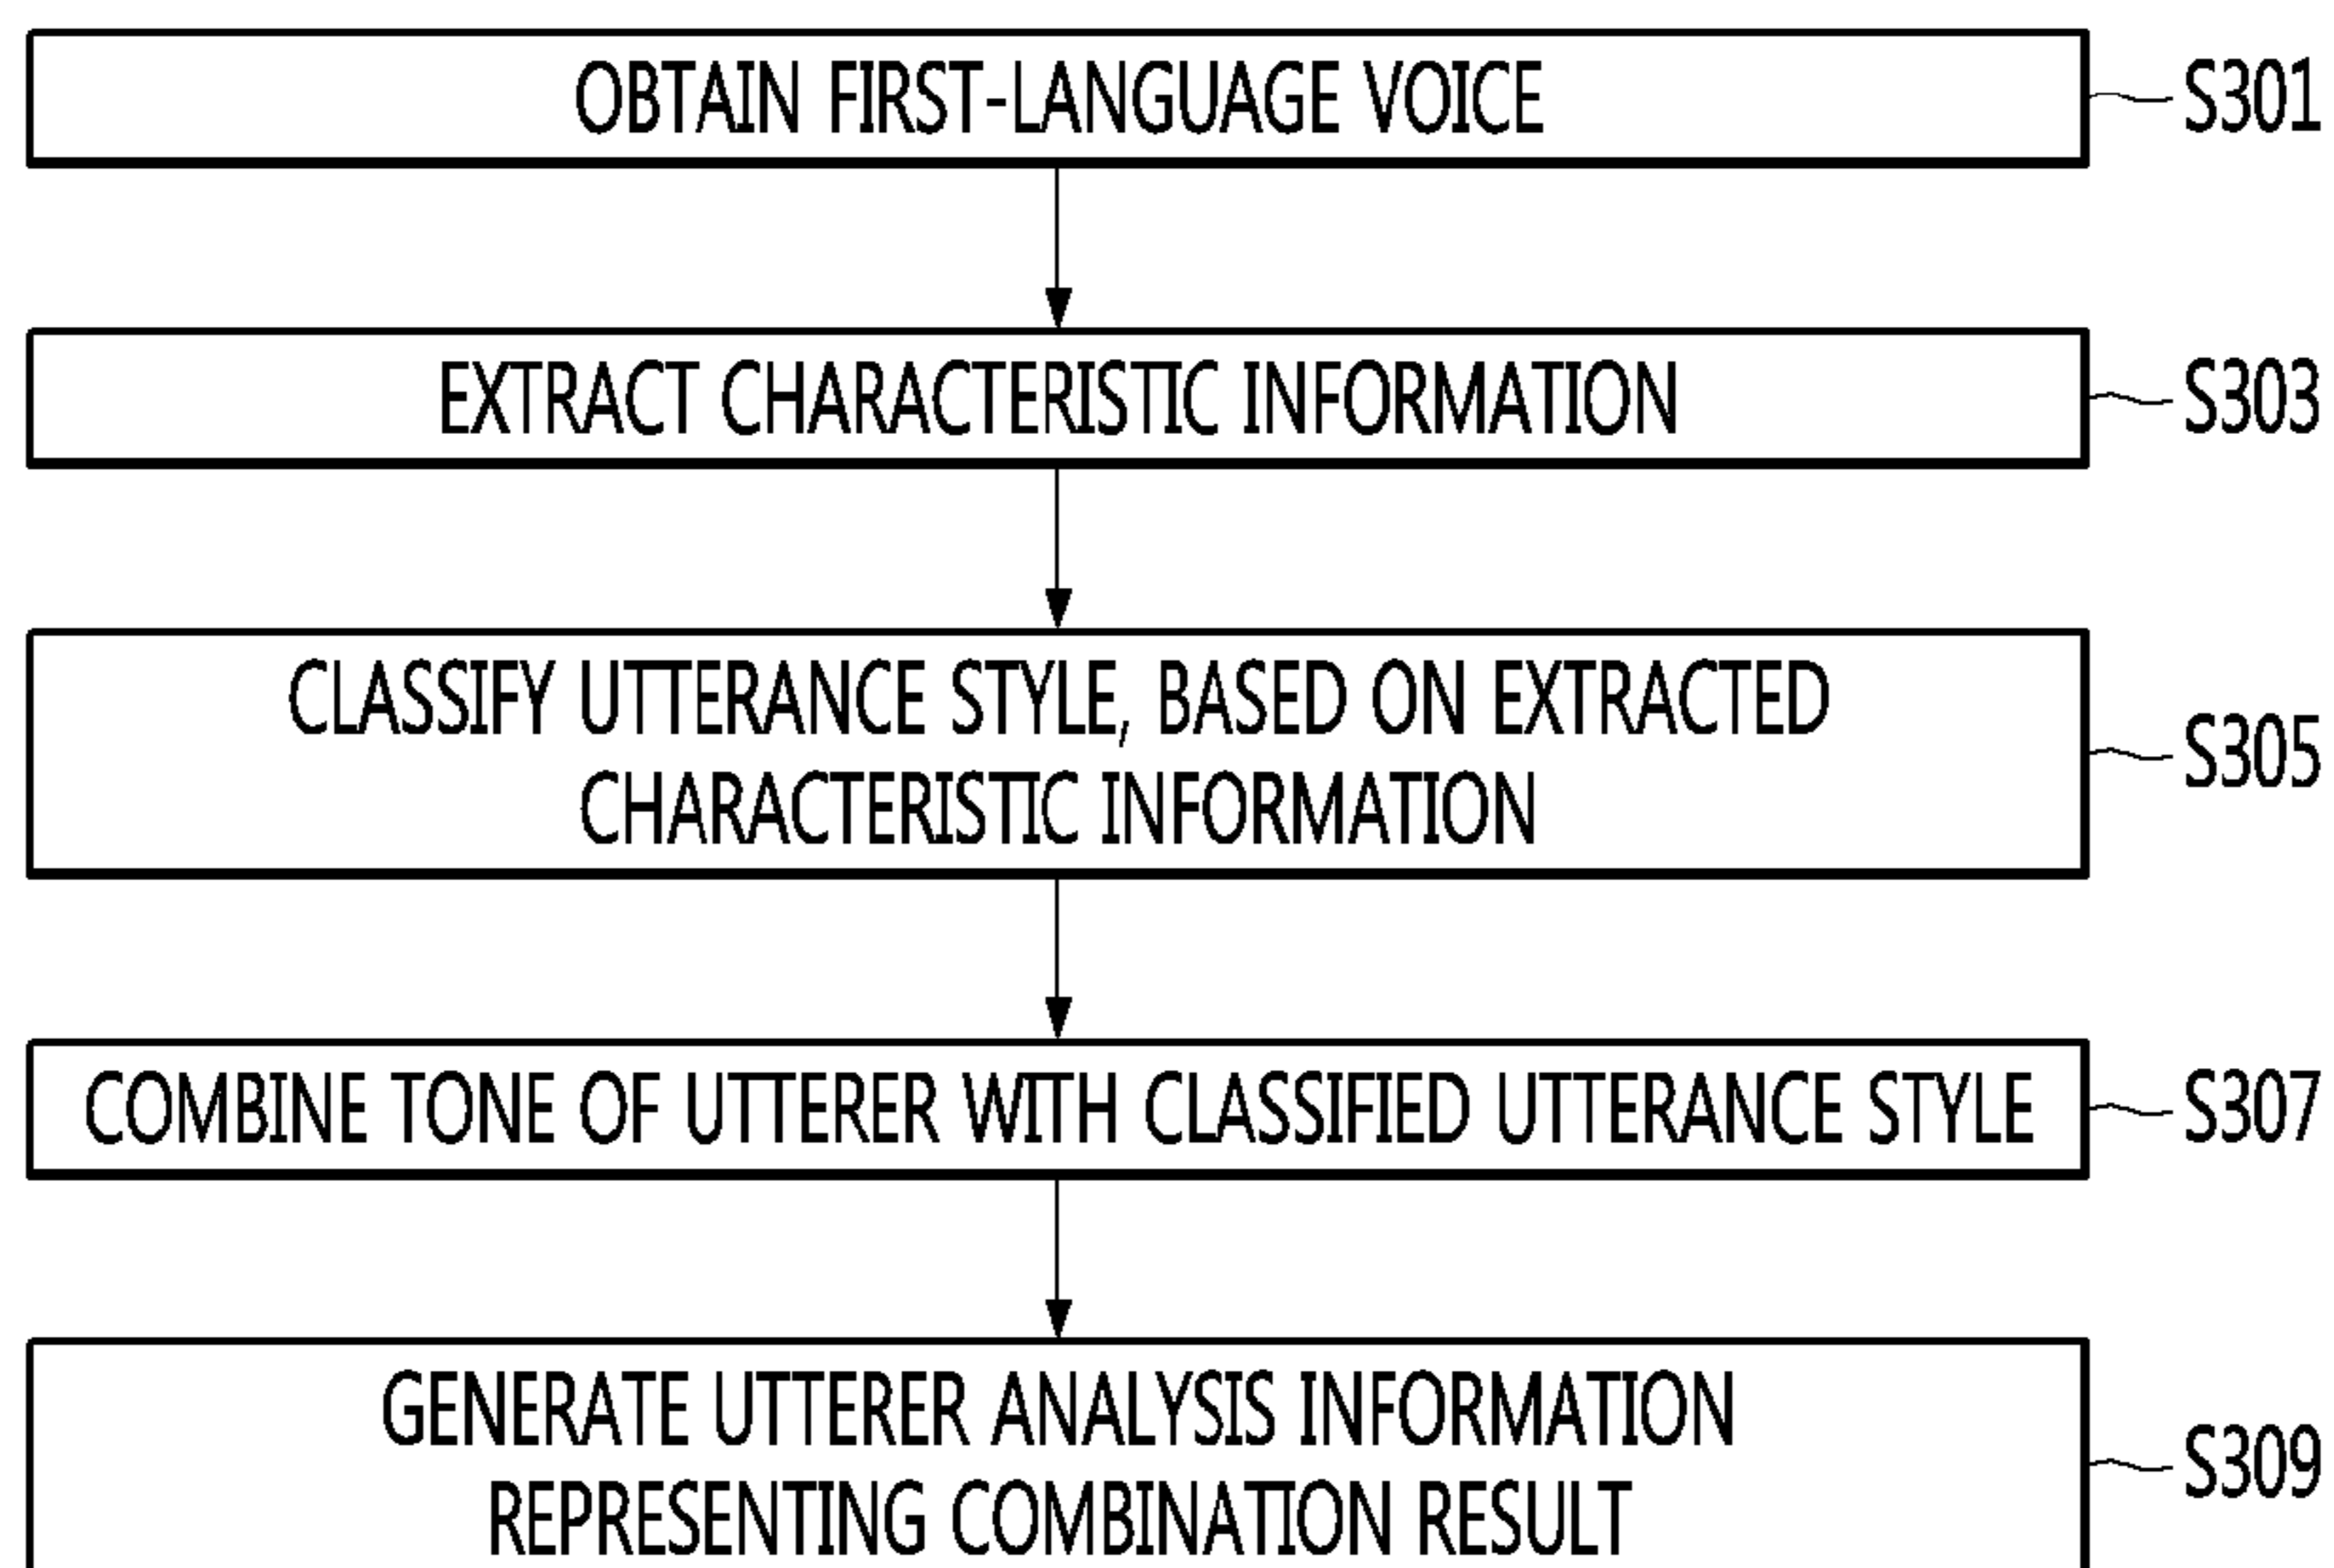 OBTAIN FIRST-LANGUAGE VOICE
S301
EXTRACT CHARACTERISTIC INFORMATION
S303
CLASSIFY UTTERANCE STYLE, BASED ON EXTRACTED
CHARACTERISTIC INFORMATION
S305
COMBINE TONE OF UTTERER WITH CLASSIFIED UTTERANCE STYLE
S307
GENERATE UTTERER ANALYSIS INFORMATION
REPRESENTING COMBINATION RESULT
S309